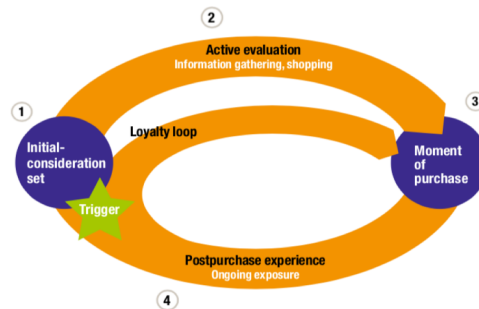 2
Active evaluation
Information gathering, shopping
1
3
Loyalty loop
Initial-
consideration
set
Moment
of
purchase
Trigger
Postpurchase experience
Ongoing exposure
4